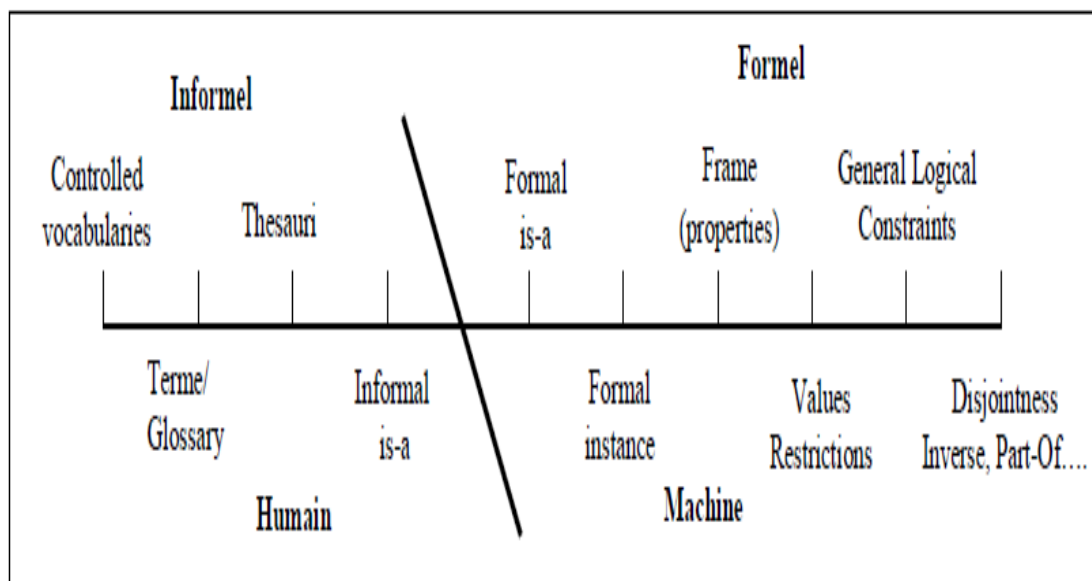 Informel
Formel
Controlled
vocabularies
Thesauri
Formal
is-a
Frame
(properties)
General Logical
Constraints
Terme/
Glossary
Informal
is-a
Formal
instance
Values
Restrictions
Disjointness
Inverse, Part-Of....
Humain
Machine